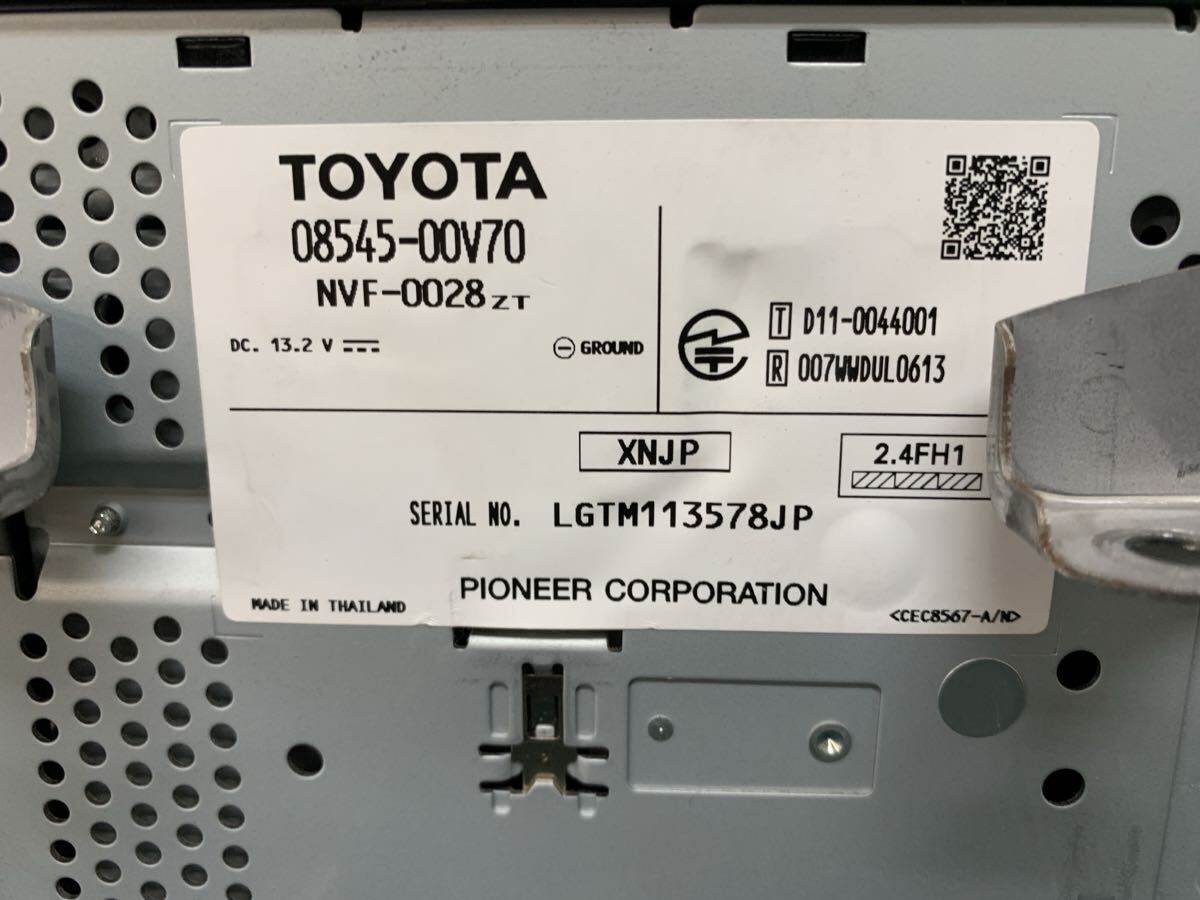 TOYOTA
08545-00V70
NVF-0028ZT
DC. 13.2 V
GROUND
T D11-0044001
R 007WWDUL0613
XNJP
2.4FH1
SERIAL NO. LGTM113578JP
PIONEER CORPORATION
MADE IN THAILAND
<CEC8567-A/N>